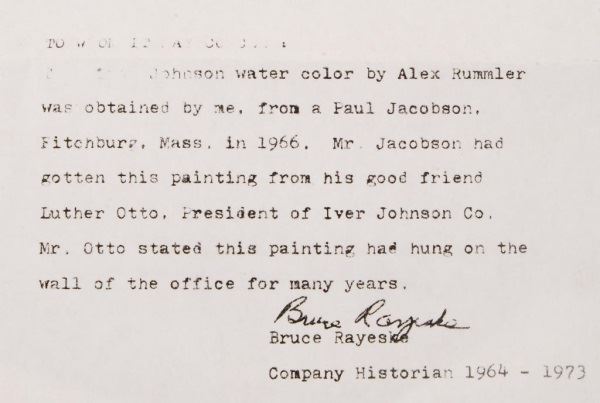 Johnson water color by Alex Rummler
was obtained by me, from a Paul Jacobson,
Fitchburg, Mass. in 1966. Mr. Jacobson had
gotten this painting from his good friend
Luther Otto, President of Iver Johnson Co.
Mr. Otto stated this painting had hung on the
wall of the office for many years.
Bruce Rayeske
Bruce Rayeske
Company Historian 1964 - 1973